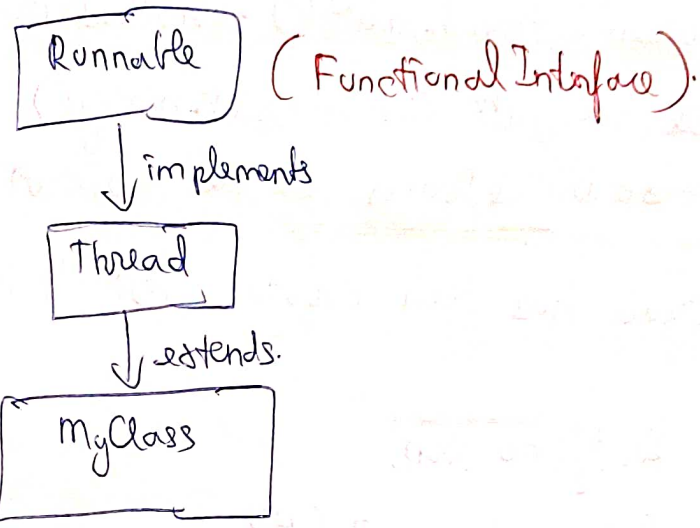 Runnable (Functional Interface).
implements
Thread
extends.
MyClass